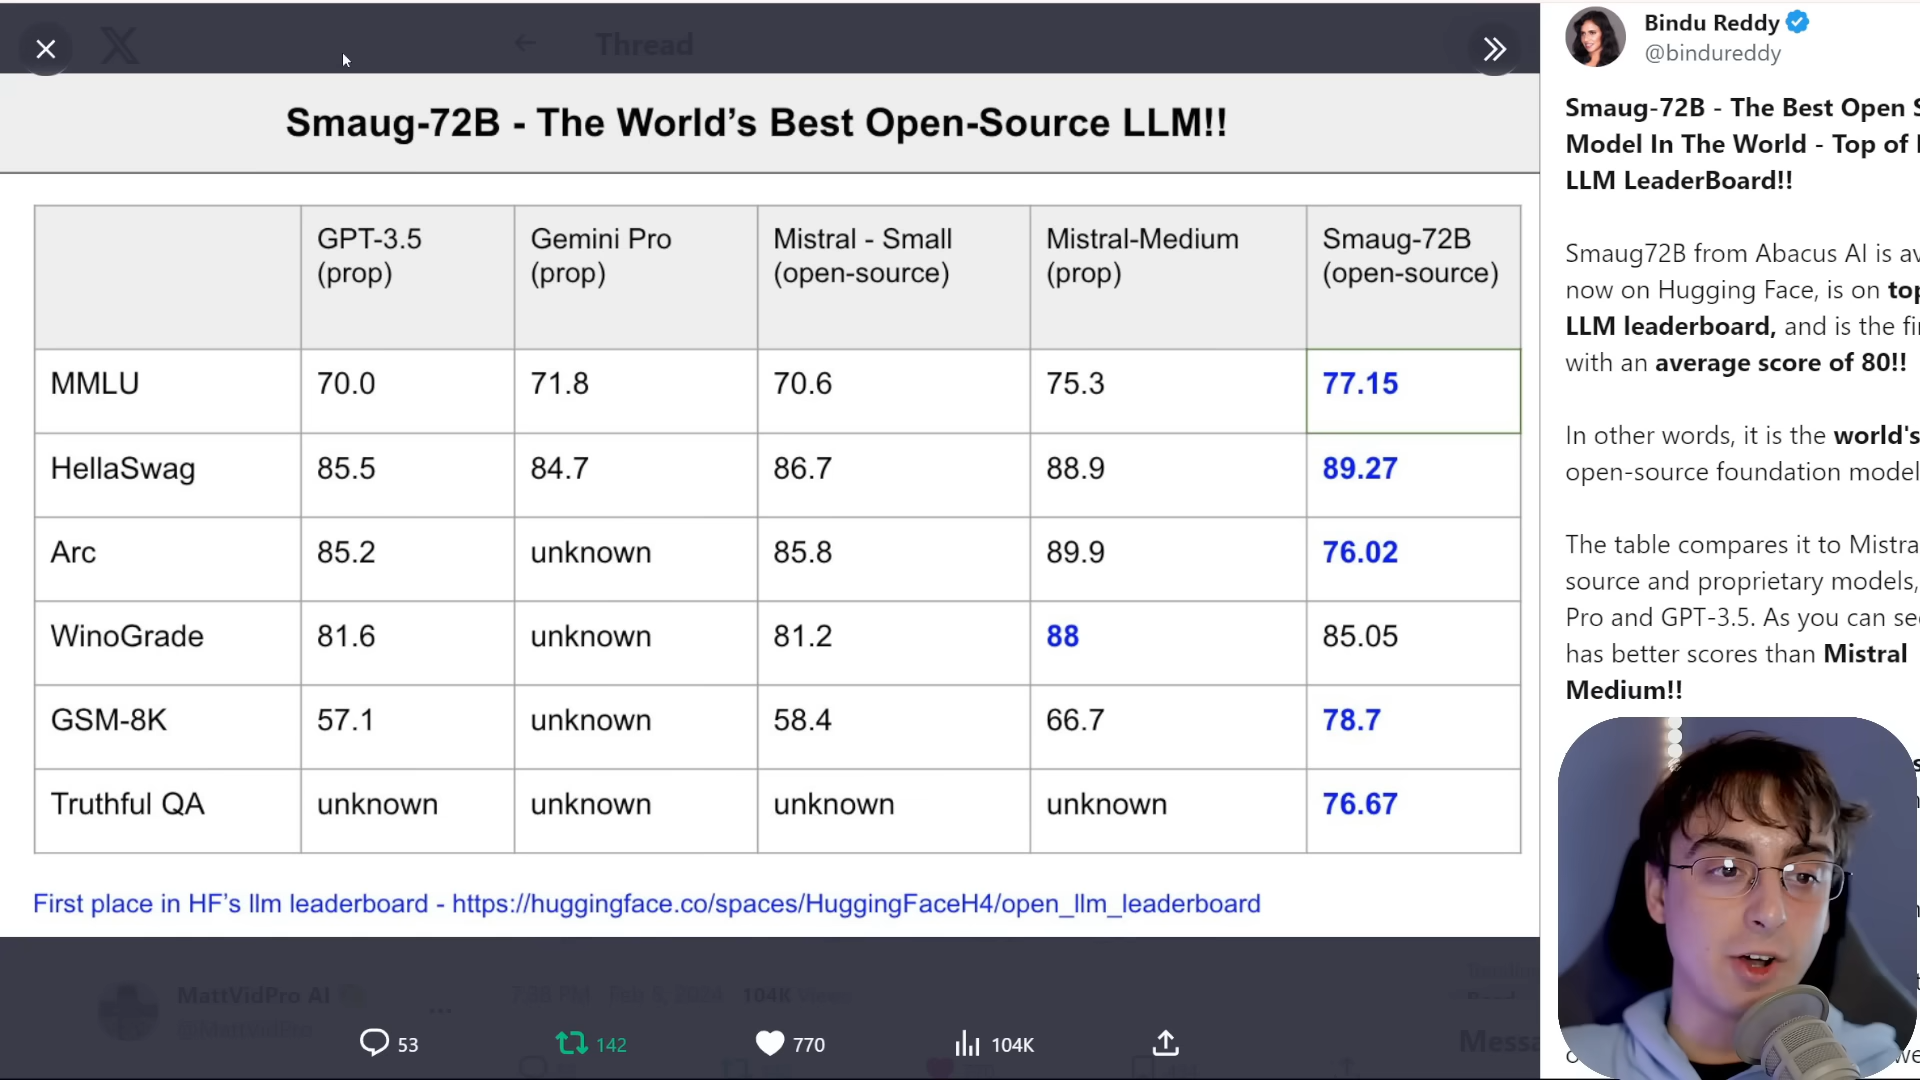 Thread
Smaug-72B - The World's Best Open-Source LLM!!
GPT-3.5 (prop) Gemini Pro (prop) Mistral - Small (open-source) Mistral-Medium (prop) Smaug-72B (open-source)
MMLU 70.0 71.8 70.6 75.3 77.15
HellaSwag 85.5 84.7 86.7 88.9 89.27
Arc 85.2 unknown 85.8 89.9 76.02
WinoGrade 81.6 unknown 81.2 88 85.05
GSM-8K 57.1 unknown 58.4 66.7 78.7
Truthful QA unknown unknown unknown unknown 76.67
First place in HF's llm leaderboard - https://huggingface.co/spaces/HuggingFaceH4/open_llm_leaderboard
MattVidPro AI
@MattVidPro
104K Views
53 142 770 104K
Bindu Reddy
@bindureddy
Smaug-72B - The Best Open S
Model In The World - Top of
LLM LeaderBoard!!
Smaug72B from Abacus AI is av
now on Hugging Face, is on top
LLM leaderboard, and is the fir
with an average score of 80!!
In other words, it is the world's
open-source foundation model
The table compares it to Mistra
source and proprietary models,
Pro and GPT-3.5. As you can see
has better scores than Mistral
Medium!!